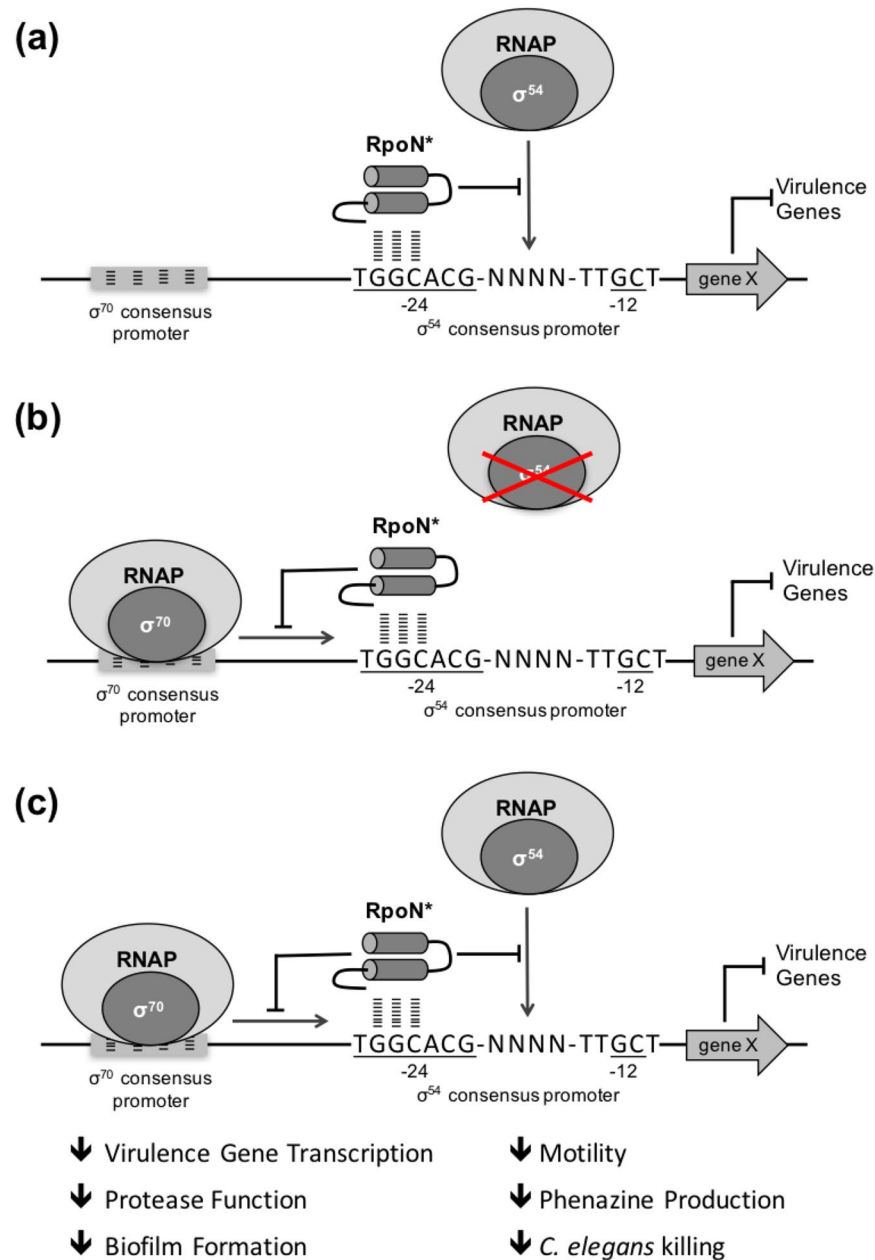 (a)
RNAP
σ54
RpoN*
Virulence
Genes
TGGCACG-NNNN-TTGCT
gene X
-24
-12
σ70 consensus
promoter
σ54 consensus promoter
(b)
RNAP
σ54
RpoN*
RNAP
σ70
Virulence
Genes
TGGCACG-NNNN-TTGCT
gene X
-24
-12
σ70 consensus
promoter
σ54 consensus promoter
(c)
RNAP
σ54
RpoN*
RNAP
σ70
Virulence
Genes
TGGCACG-NNNN-TTGCT
gene X
-24
-12
σ70 consensus
promoter
σ54 consensus promoter
↓ Virulence Gene Transcription
↓ Motility
↓ Protease Function
↓ Phenazine Production
↓ Biofilm Formation
↓ C. elegans killing